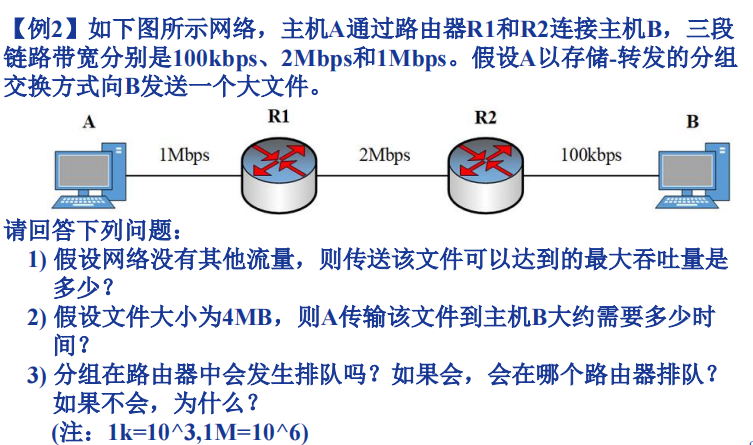 【例2】如下图所示网络，主机A通过路由器R1和R2连接主机B，三段
链路带宽分别是100kbps、2Mbps和1Mbps。假设A以存储-转发的分组
交换方式向B发送一个大文件。
A
R1
R2
B
1Mbps
2Mbps
100kbps
请回答下列问题：
1) 假设网络没有其他流量，则传送该文件可以达到的最大吞吐量是
多少？
2) 假设文件大小为4MB，则A传输该文件到主机B大约需要多少时
间？
3) 分组在路由器中会发生排队吗？如果会，会在哪个路由器排队？
如果不会，为什么？
(注：1k=10^3,1M=10^6)